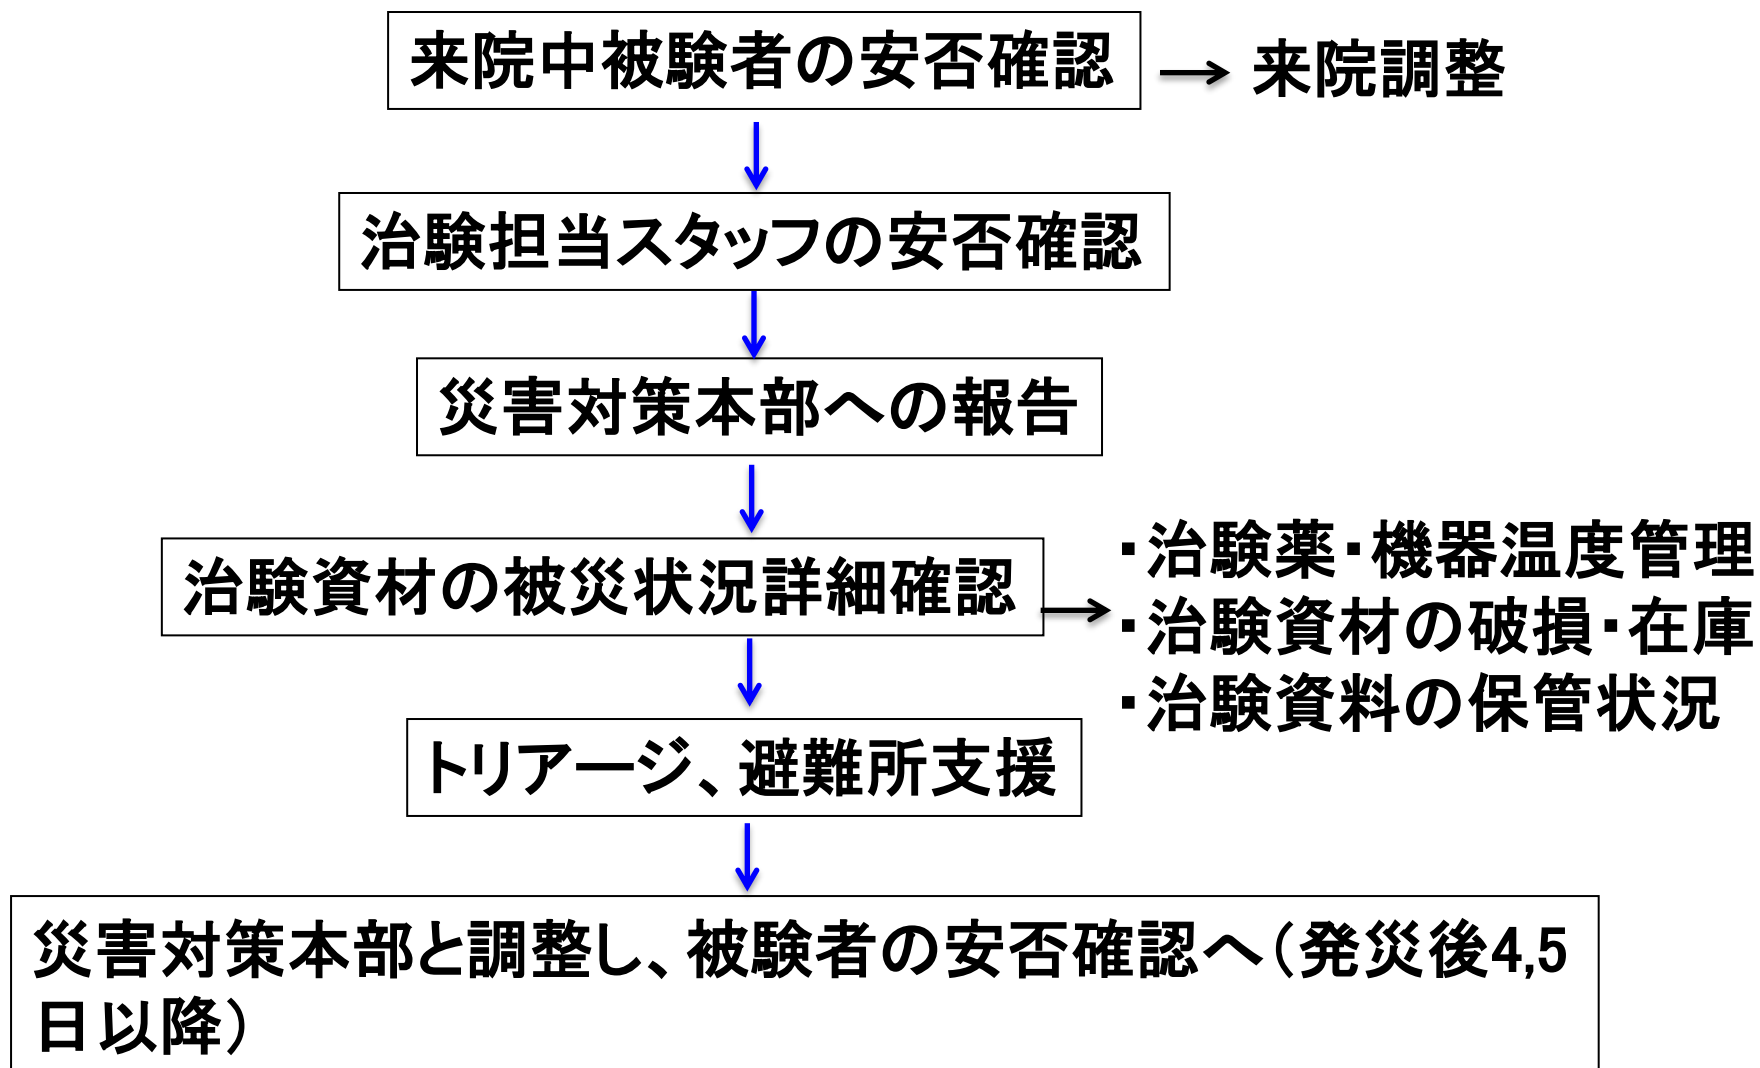 来院中被験者の安否確認
来院調整
治験担当スタッフの安否確認
災害対策本部への報告
治験資材の被災状況詳細確認
・治験薬・機器温度管理
・治験資材の破損・在庫
・治験資料の保管状況
トリアージ、避難所支援
災害対策本部と調整し、被験者の安否確認へ（発災後4,5
日以降）